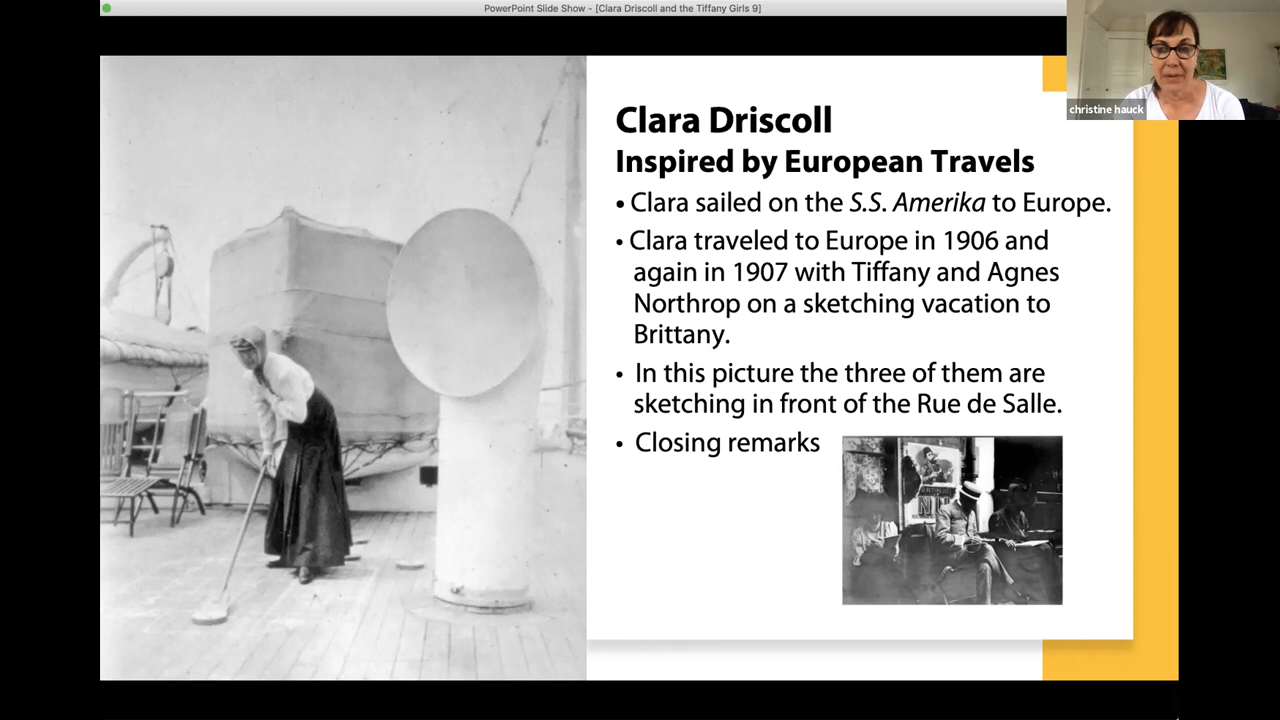 PowerPoint Slide Show - [Clara Driscoll and the Tiffany Girls 9]
christine hauck
Clara Driscoll
Inspired by European Travels
• Clara sailed on the S.S. Amerika to Europe.
• Clara traveled to Europe in 1906 and
again in 1907 with Tiffany and Agnes
Northrop on a sketching vacation to
Brittany.
• In this picture the three of them are
sketching in front of the Rue de Salle.
• Closing remarks